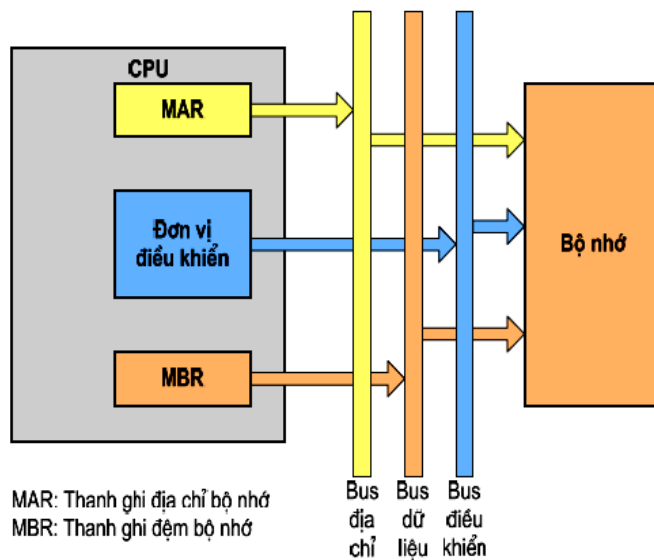 CPU
MAR
Đơn vị
điều khiển
MBR
Bộ nhớ
MAR: Thanh ghi địa chỉ bộ nhớ
MBR: Thanh ghi đệm bộ nhớ
Bus
địa
chỉ
Bus
dữ
liệu
Bus
điều
khiển